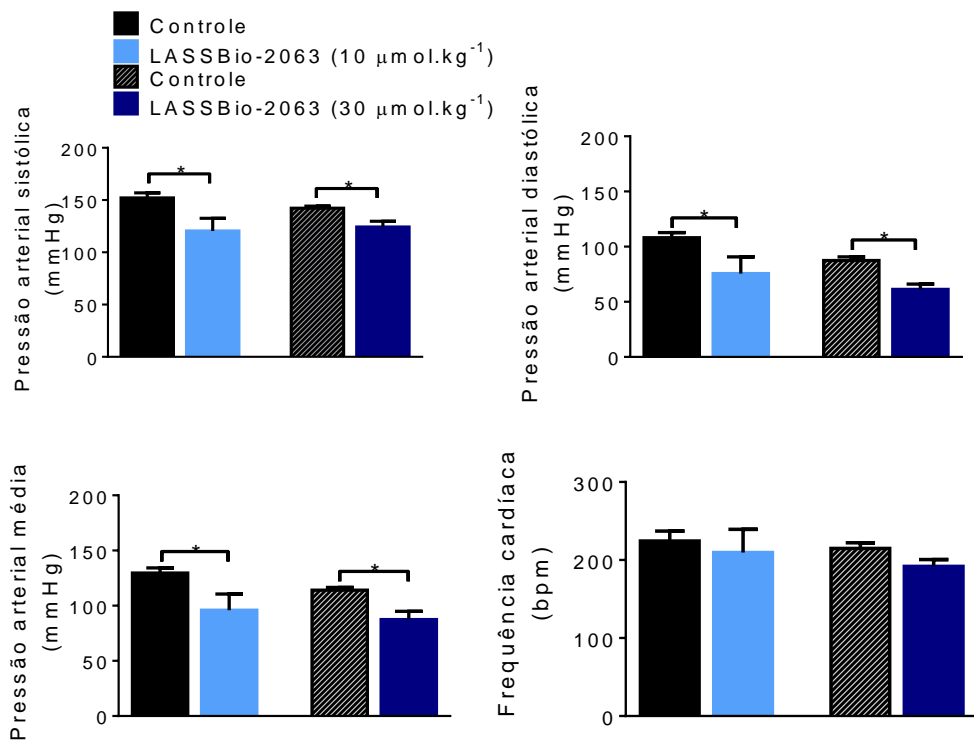 Controle
LASSBio-2063 (10 μmol.kg⁻¹)
Controle
LASSBio-2063 (30 μmol.kg⁻¹)
Pressão arterial sistólica
(mmHg)
200
150
100
50
0
*
*
Pressão arterial diastólica
(mmHg)
200
150
100
50
0
*
*
Pressão arterial média
(mmHg)
200
150
100
50
0
*
*
Frequência cardíaca
(bpm)
300
200
100
0